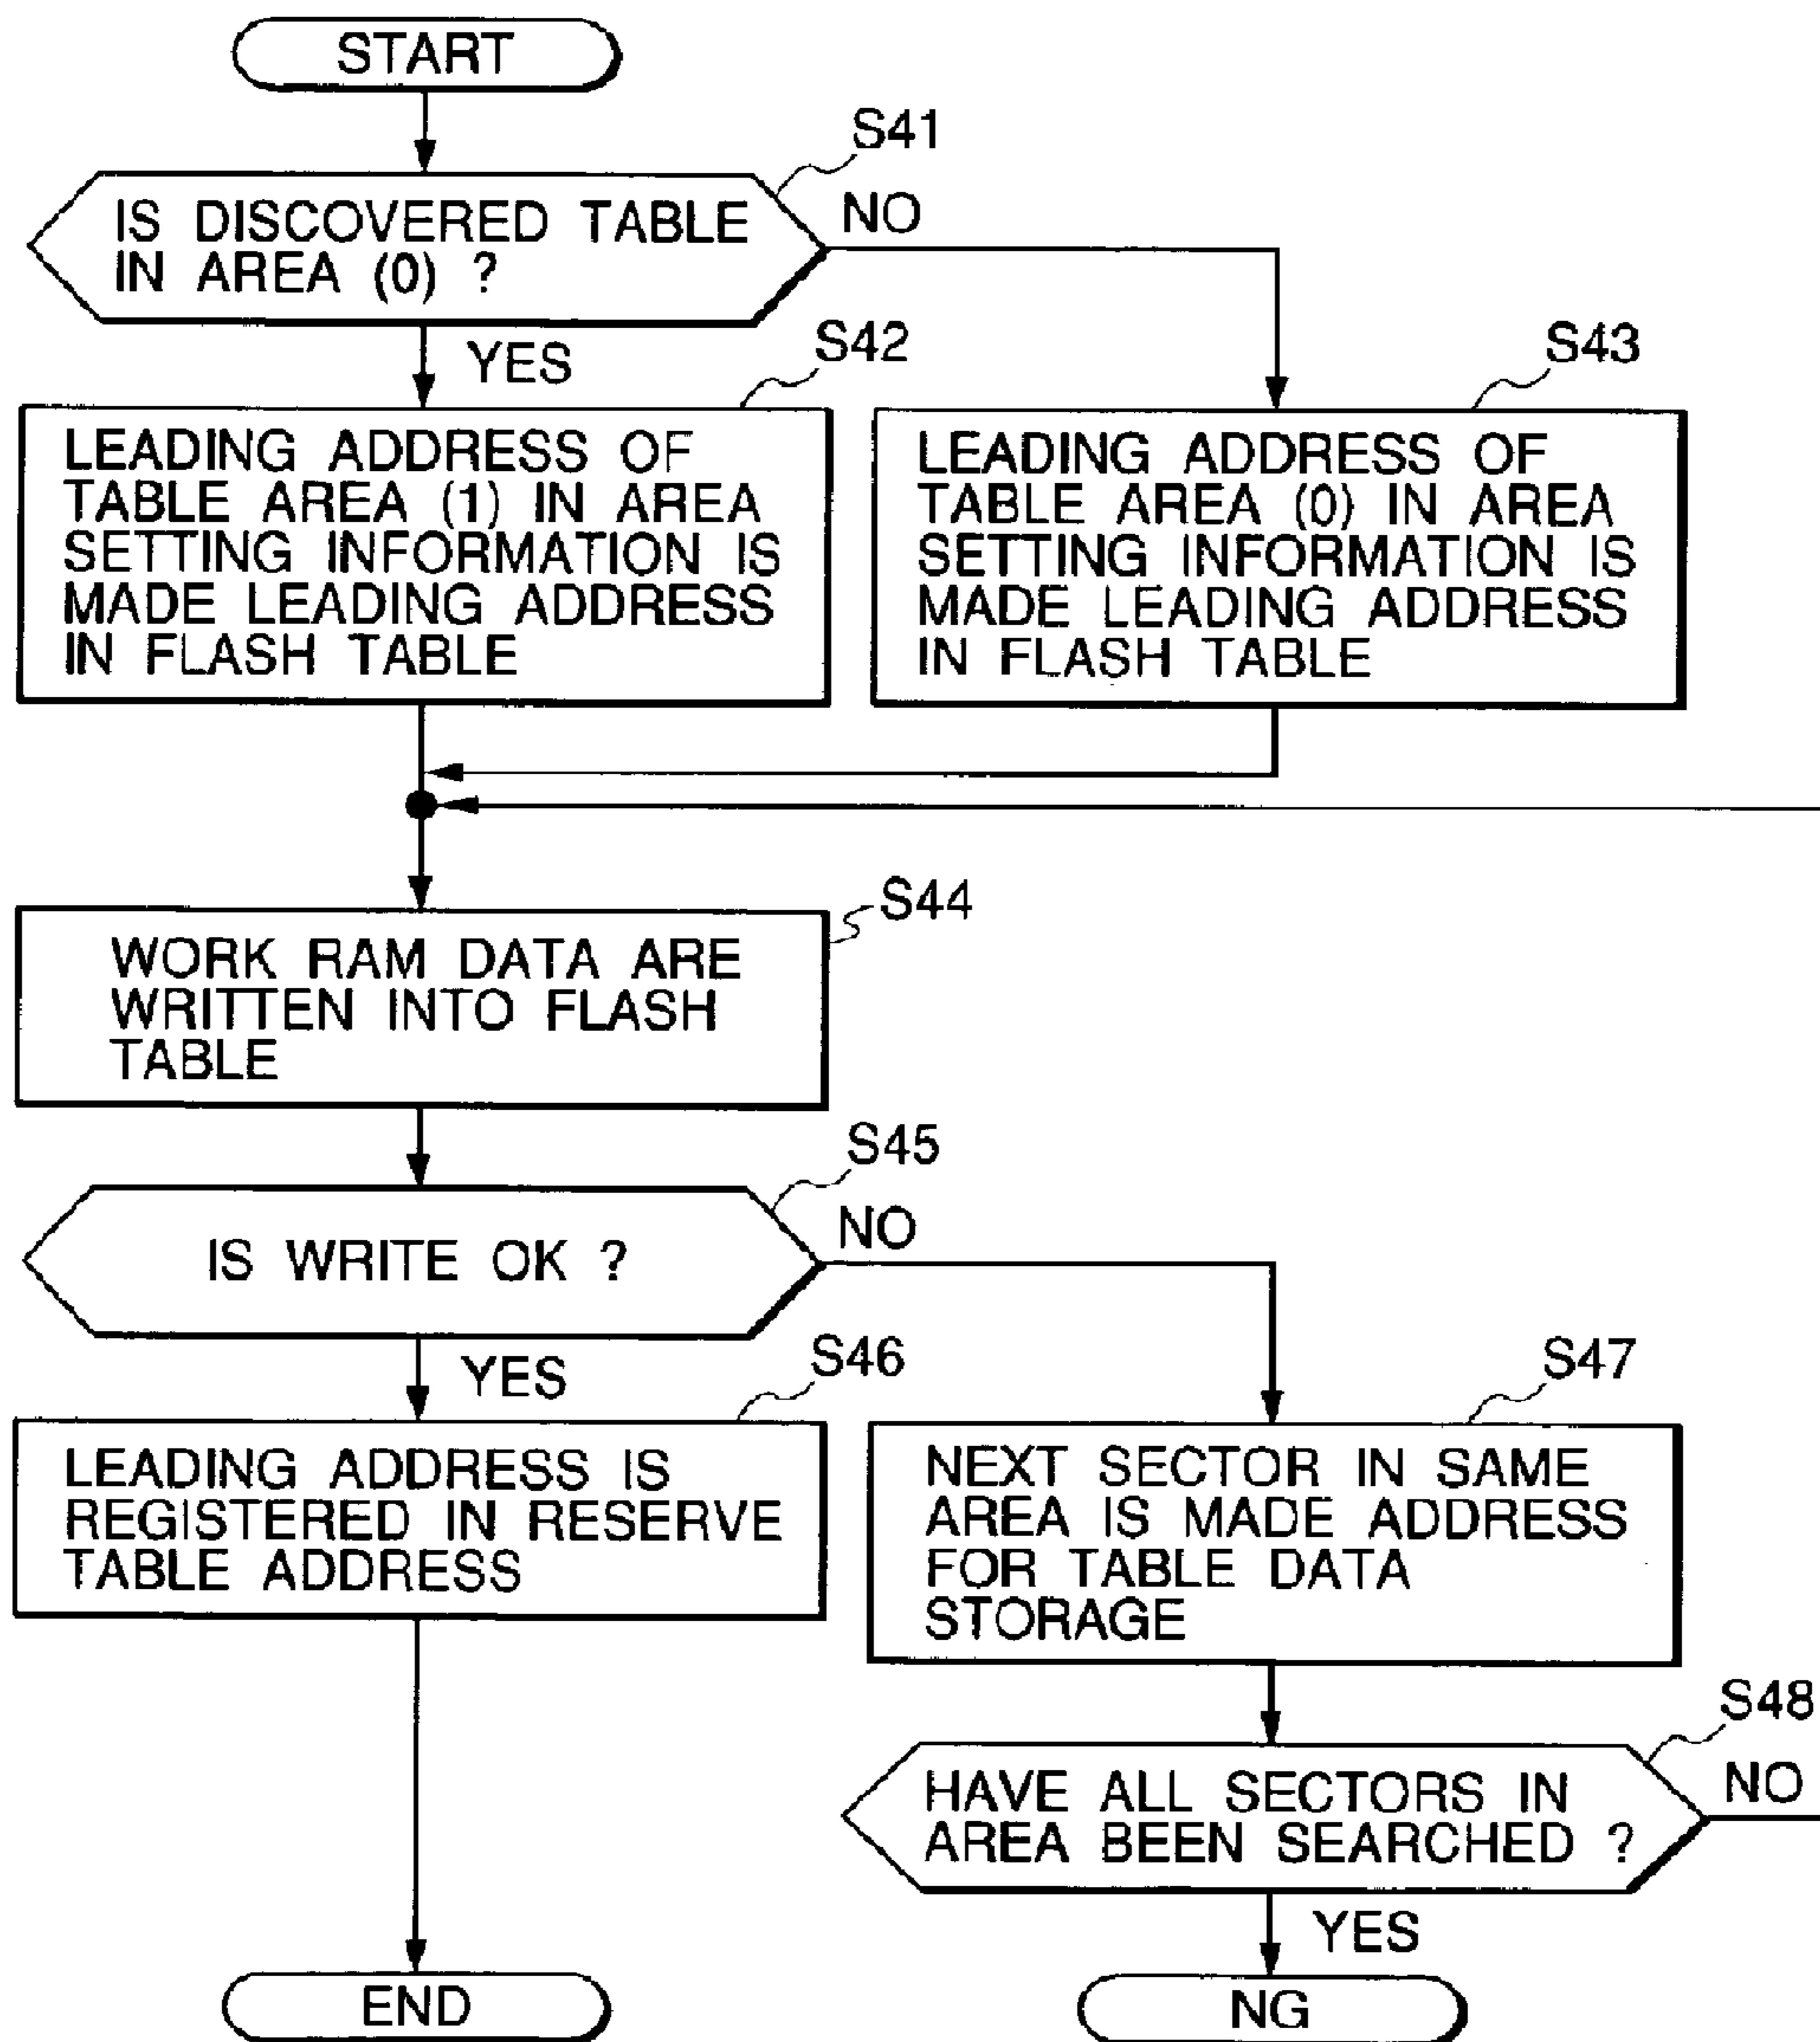 START
S41
IS DISCOVERED TABLE
IN AREA (0) ?
NO
YES
S42
LEADING ADDRESS OF
TABLE AREA (1) IN AREA
SETTING INFORMATION IS
MADE LEADING ADDRESS
IN FLASH TABLE
S43
LEADING ADDRESS OF
TABLE AREA (0) IN AREA
SETTING INFORMATION IS
MADE LEADING ADDRESS
IN FLASH TABLE
S44
WORK RAM DATA ARE
WRITTEN INTO FLASH
TABLE
S45
IS WRITE OK ?
NO
YES
S46
LEADING ADDRESS IS
REGISTERED IN RESERVE
TABLE ADDRESS
S47
NEXT SECTOR IN SAME
AREA IS MADE ADDRESS
FOR TABLE DATA
STORAGE
S48
HAVE ALL SECTORS IN
AREA BEEN SEARCHED ?
NO
YES
END
NG